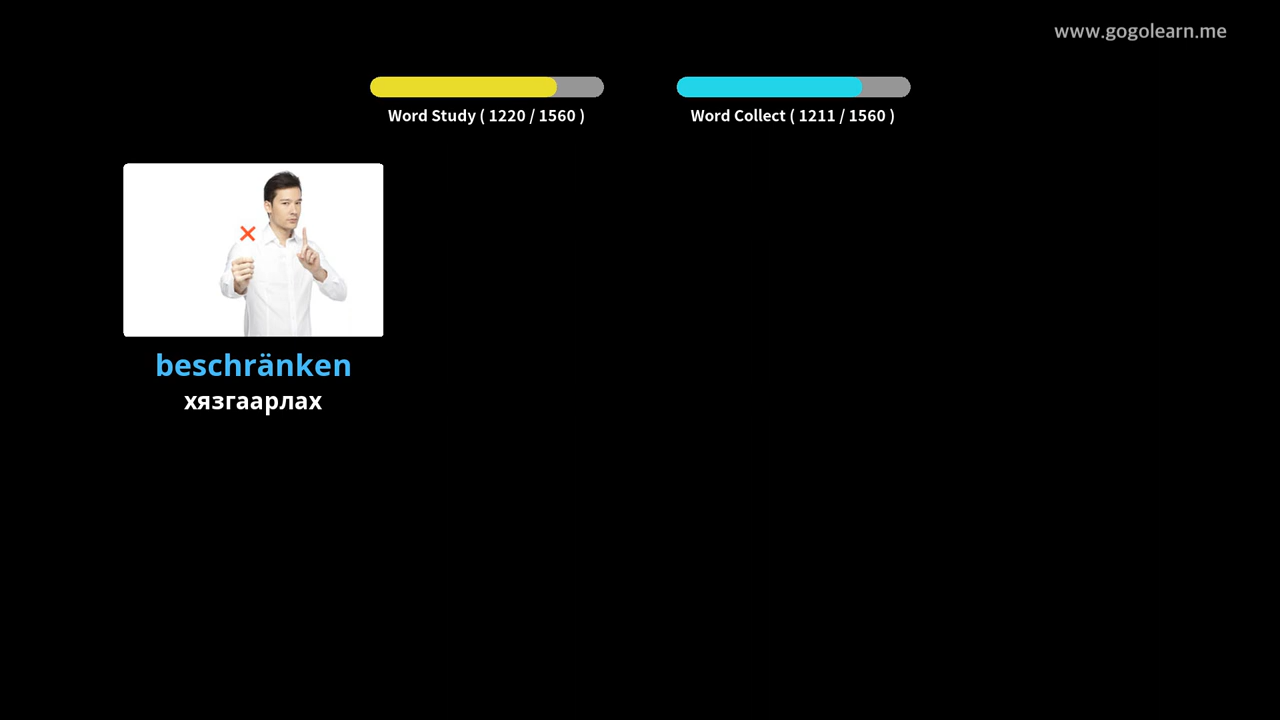 www.gogolearn.me
Word Study ( 1220 / 1560 )
Word Collect ( 1211 / 1560 )
beschränken
хязгаарлах